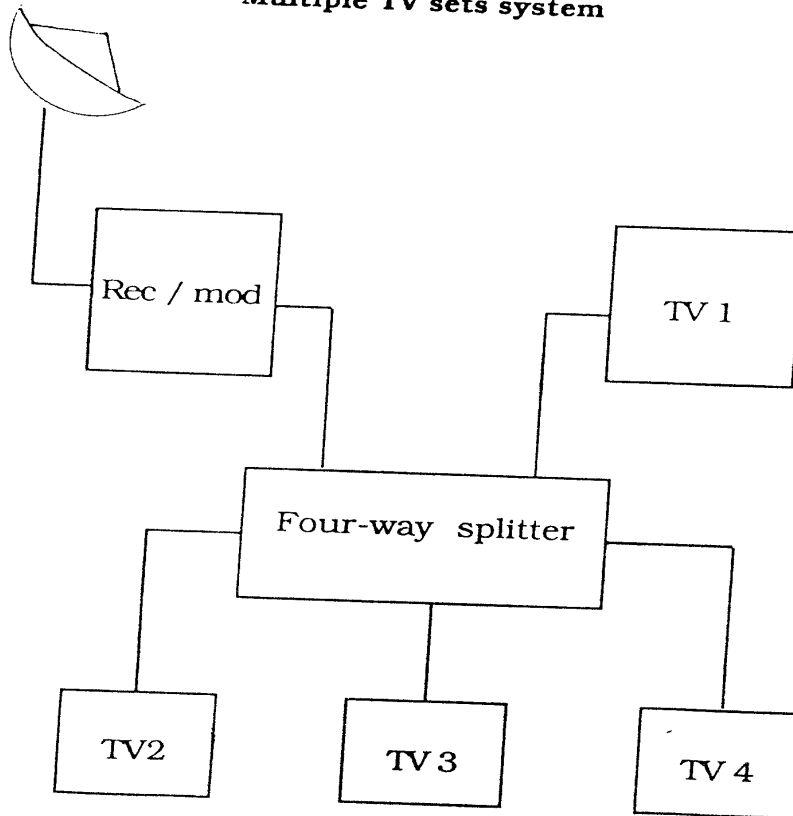 Multiple TV sets system
Rec / mod
TV 1
Four-way splitter
TV2
TV 3
TV 4